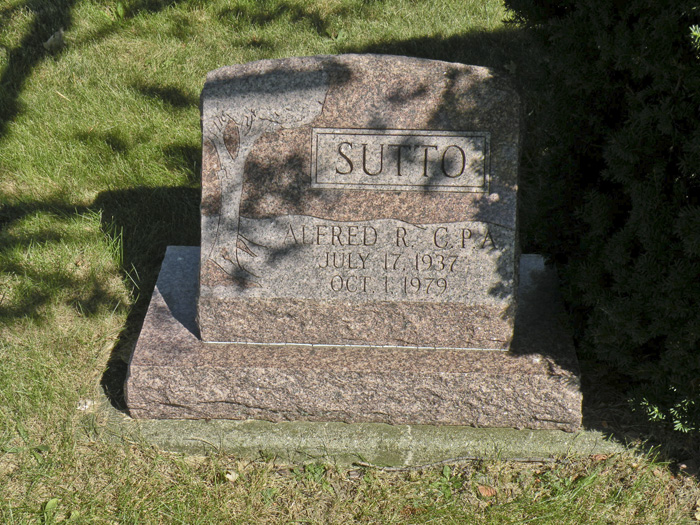 SUTTO
ALFRED R. C.P.A.
JULY 17, 1937
OCT. 1, 1979